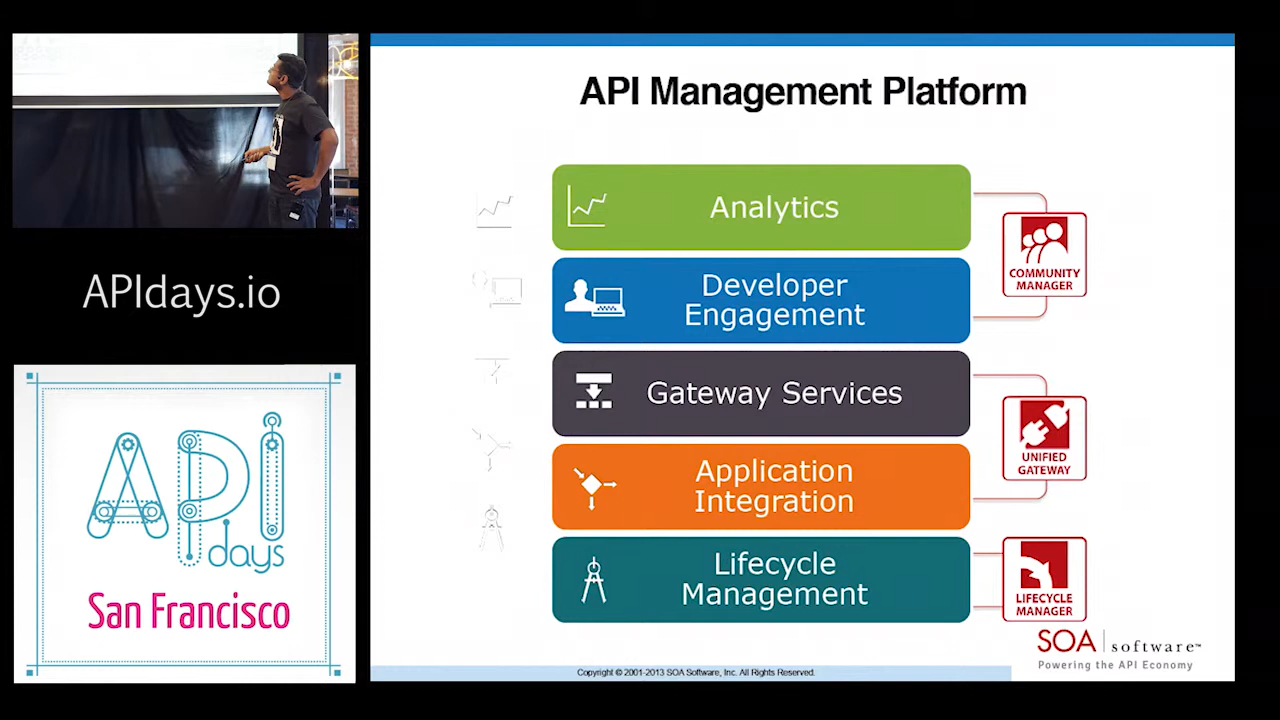 APIdays.io
API
days
San Francisco
API Management Platform
Analytics
Developer
Engagement
Gateway Services
Application
Integration
Lifecycle
Management
COMMUNITY
MANAGER
UNIFIED
GATEWAY
LIFECYCLE
MANAGER
SOA software™
Powering the API Economy
Copyright © 2001-2013 SOA Software, Inc. All Rights Reserved.